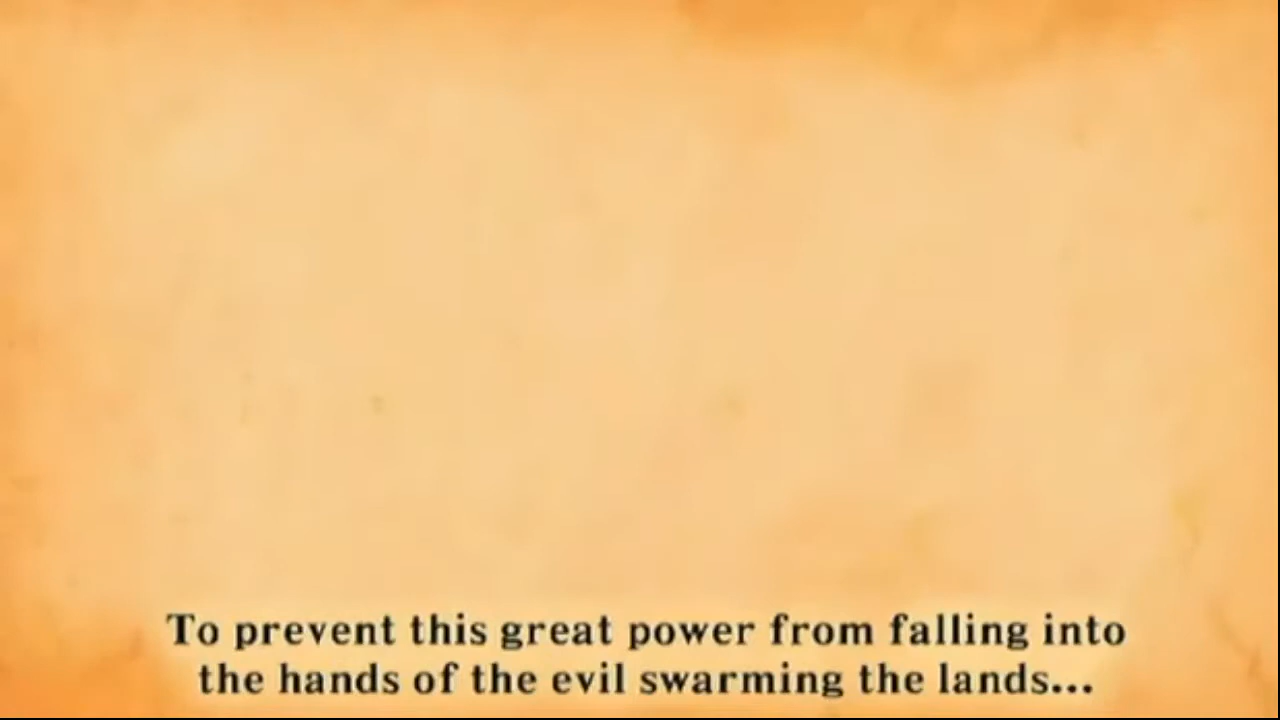 To prevent this great power from falling into
the hands of the evil swarming the lands...